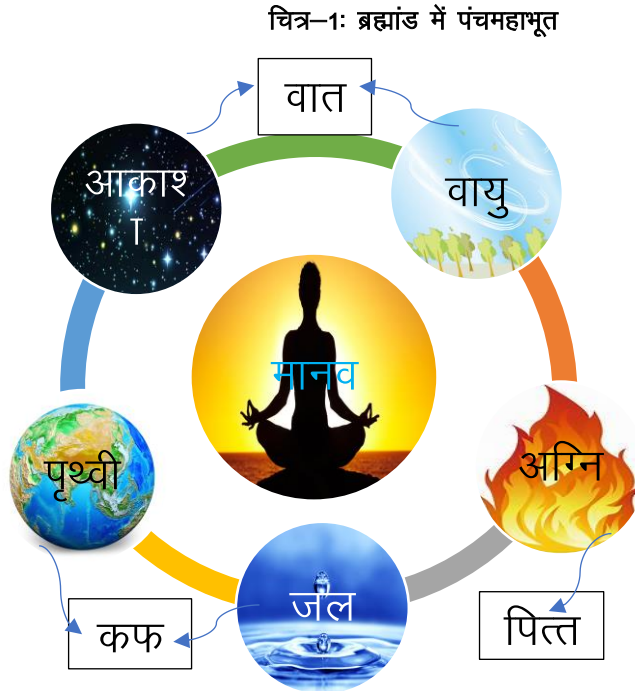 चित्र–1: ब्रह्मांड में पंचमहाभूत
वात
आकाश
ा
वायु
मानव
पृथ्वी
अग्नि
जल
कफ
पित्त